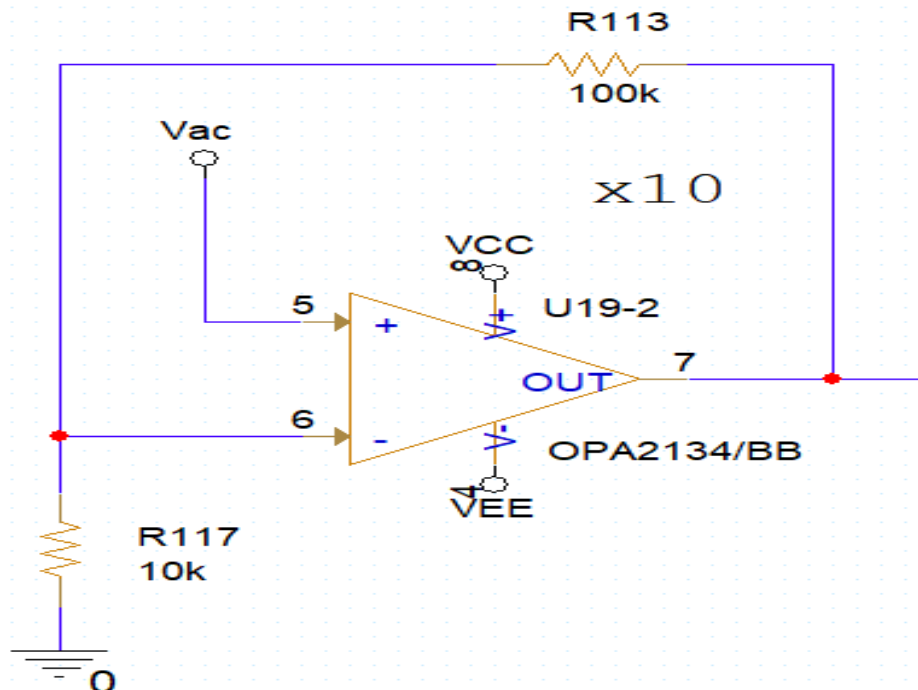 R113
100k
Vac
x10
VCC
8
5
+
V+
U19-2
7
OUT
6
-
V-
OPA2134/BB
4
VEE
R117
10k
0